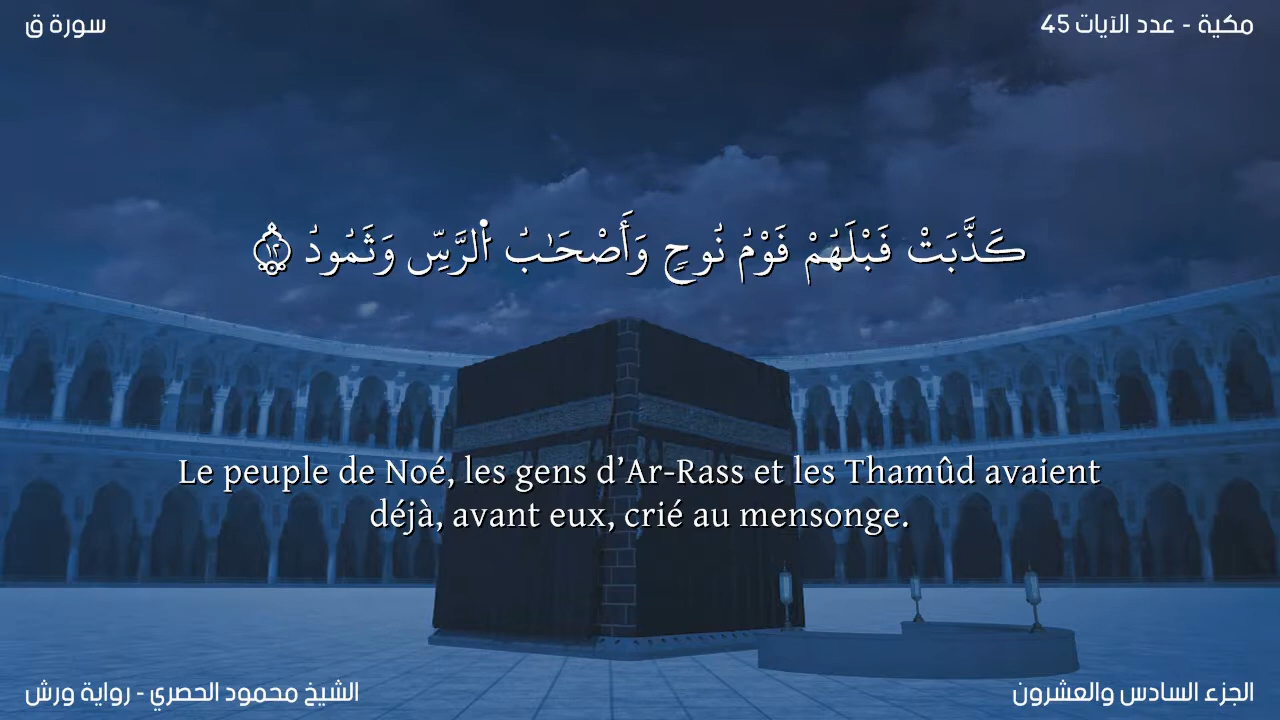 سورة ق
مكية - عدد الآيات 45
كَذَّبَتْ قَبْلَهُمْ قَوْمُ نُوحٍ وَأَصْحَٰبُ اُ۬لرَّسِّ وَثَمُودُ ۝١٢
Le peuple de Noé, les gens d’Ar-Rass et les Thamûd avaient
déjà, avant eux, crié au mensonge.
الشيخ محمود الحصري - رواية ورش
الجزء السادس والعشرون